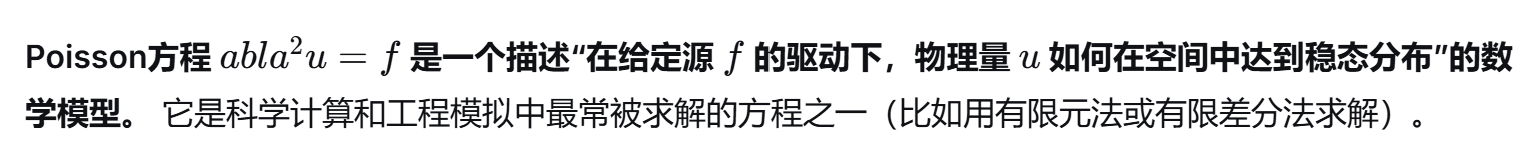 Poisson方程 abla²u = f 是一个描述“在给定源 f 的驱动下，物理量 u 如何在空间中达到稳态分布”的数
学模型。 它是科学计算和工程模拟中最常被求解的方程之一（比如用有限元法或有限差分法求解）。